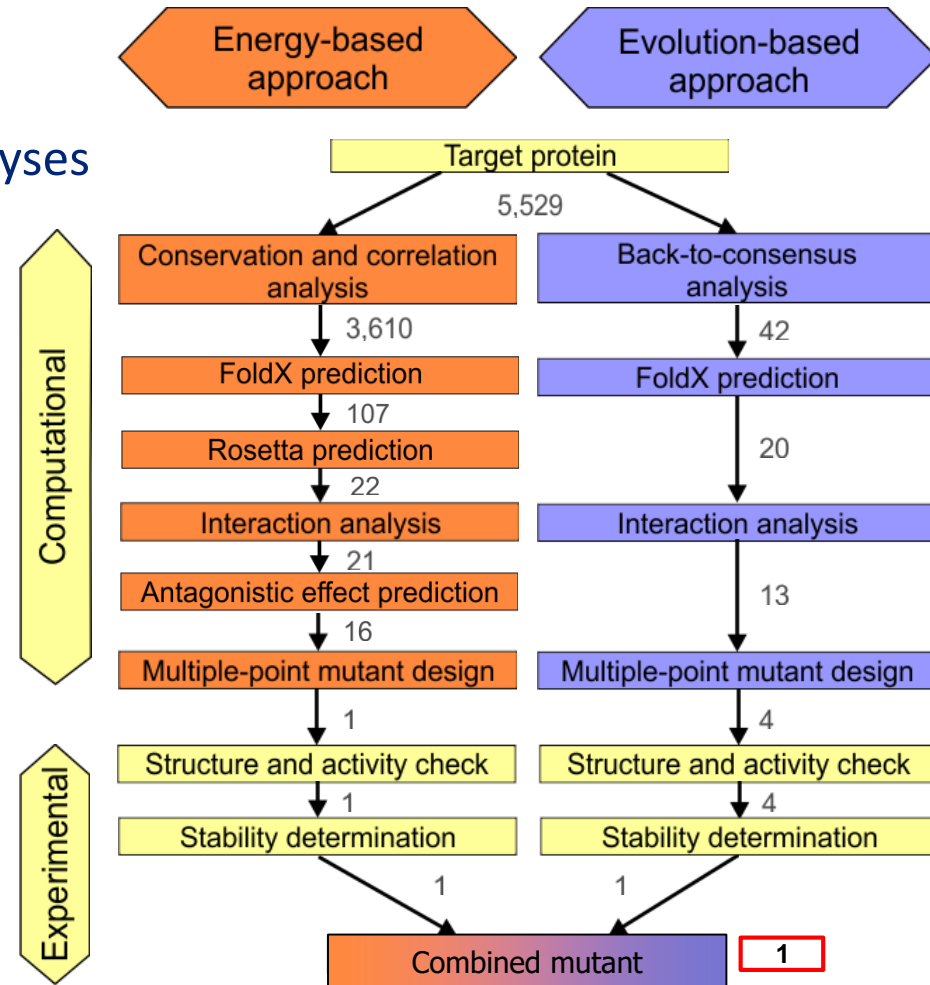 Energy-based
approach
Evolution-based
approach
yses
Target protein
5,529
Conservation and correlation
analysis
Back-to-consensus
analysis
3,610
42
FoldX prediction
FoldX prediction
107
20
Rosetta prediction
22
Interaction analysis
Interaction analysis
21
13
Antagonistic effect prediction
16
Multiple-point mutant design
Multiple-point mutant design
1
4
Structure and activity check
Structure and activity check
1
4
Stability determination
Stability determination
1
1
Combined mutant
1
Computational
Experimental